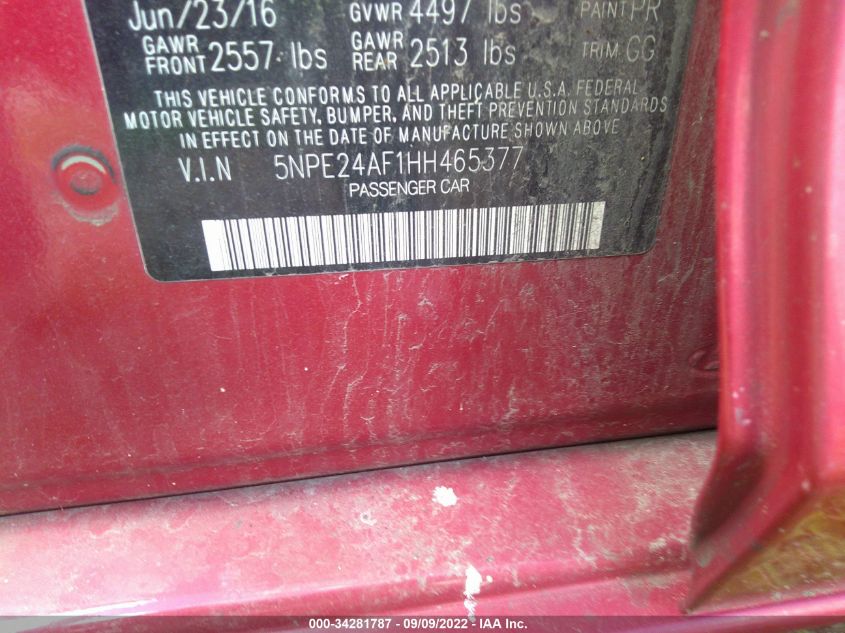 Jun/23/16 GVWR 4497 lbs PAINT PR
GAWR FRONT 2557 lbs GAWR REAR 2513 lbs TRIM GG
THIS VEHICLE CONFORMS TO ALL APPLICABLE U.S.A. FEDERAL
MOTOR VEHICLE SAFETY, BUMPER, AND THEFT PREVENTION STANDARDS
IN EFFECT ON THE DATE OF MANUFACTURE SHOWN ABOVE
V.I.N 5NPE24AF1HH465377
PASSENGER CAR
000-34281787 - 09/09/2022 - IAA Inc.